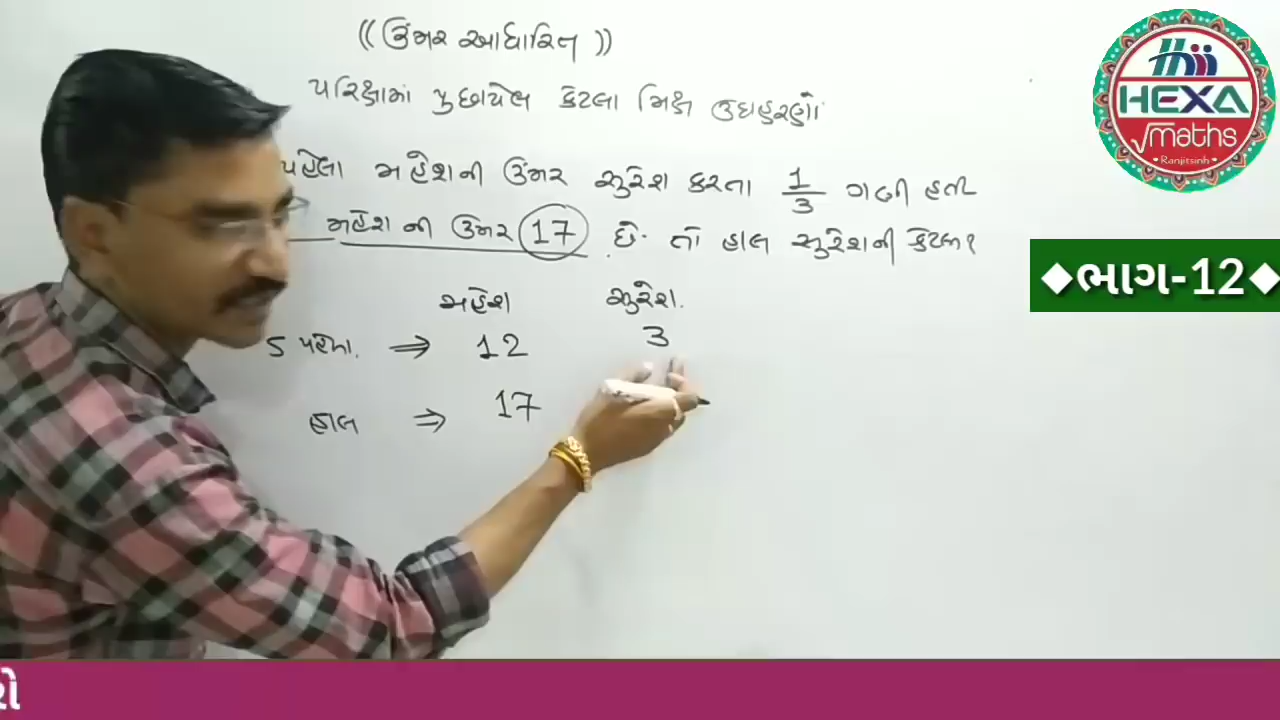 (( ઉંમર આધારિત ))
પરિક્ષામાં પુછાયેલ કેટલા મિક્ષ ઉદાહરણો
પહેલા મહેશની ઉંમર સુરેશ કરતા 1/3 ગણી હતી
મહેશ ની ઉંમર 17 છે. તો હાલ સુરેશની કેટલા?
મહેશ સુરેશ.
5 પહેલા. ⇒ 12 3
હાલ ⇒ 17
HEXA
√maths
• Ranjitsinh •
◆ભાગ-12◆